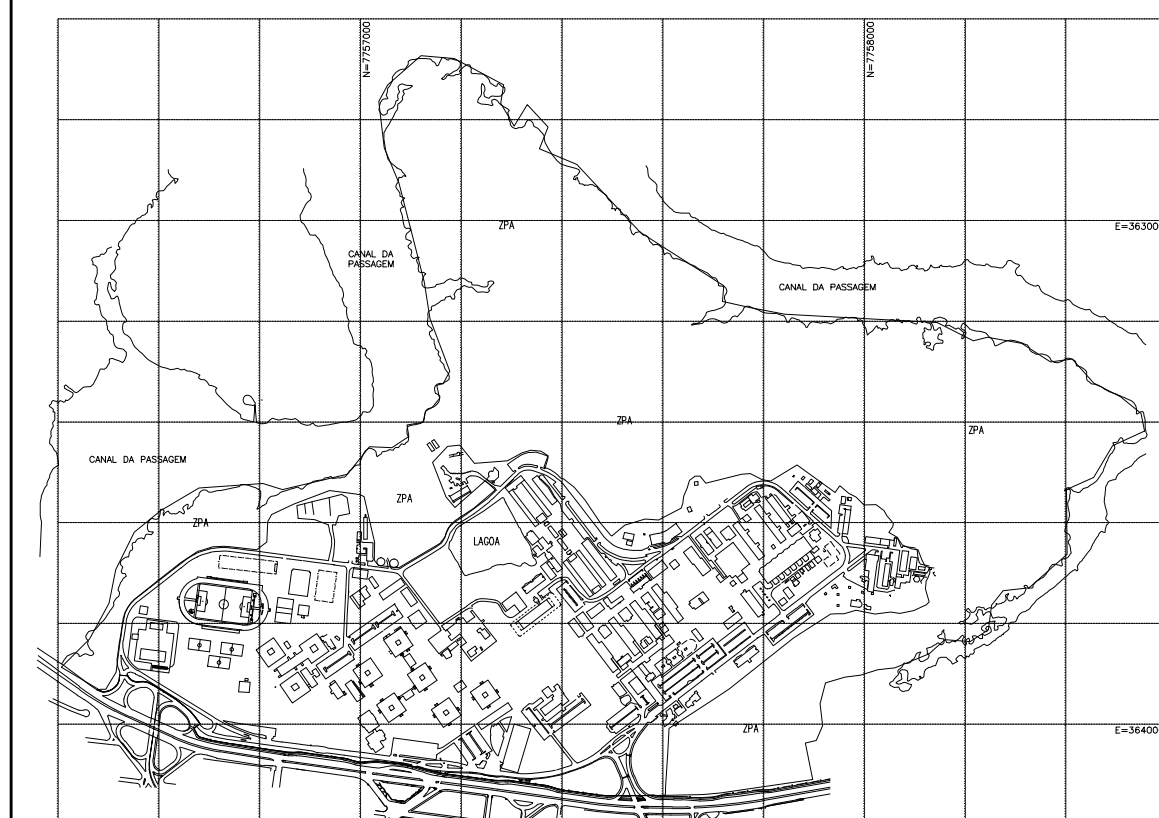 N=7757000
N=7758000
ZPA
E=36300
CANAL DA
PASSAGEM
CANAL DA PASSAGEM
ZPA
ZPA
CANAL DA PASSAGEM
ZPA
ZPA
LAGOA
ZPA
E=36400